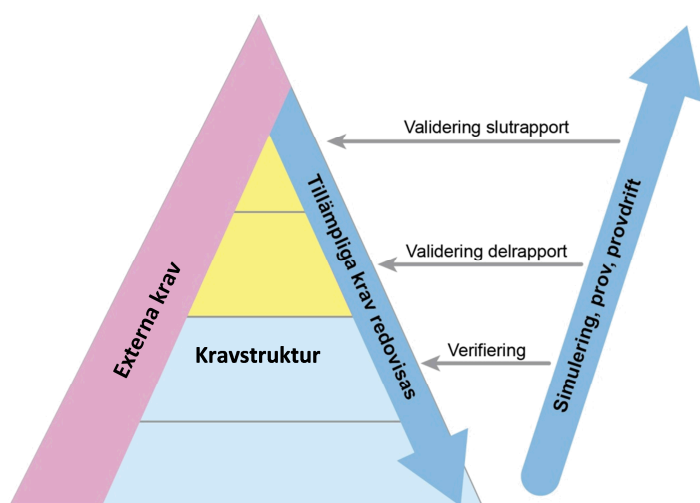 Validering slutrapport
Validering delrapport
Verifiering
Externa krav
Kravstruktur
Tillämpliga krav redovisas
Simulering, prov, provdrift